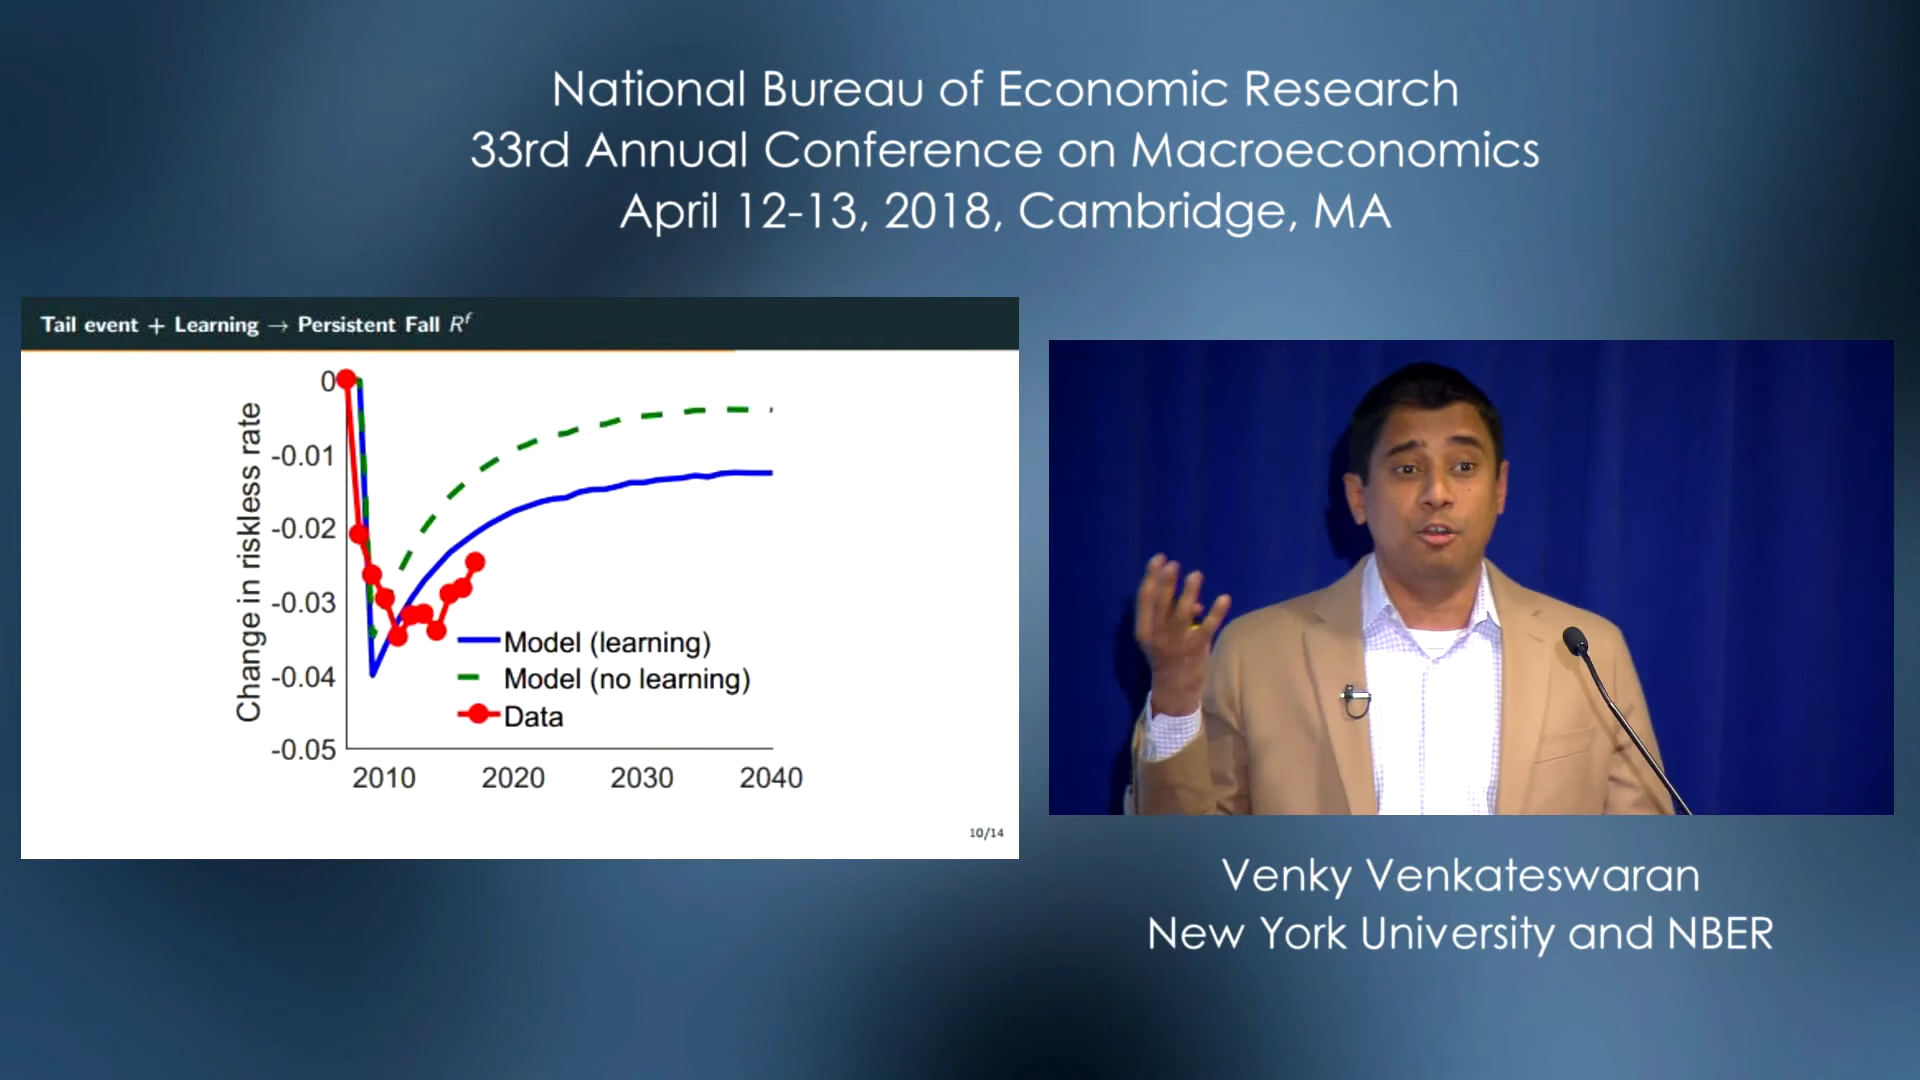 National Bureau of Economic Research
33rd Annual Conference on Macroeconomics
April 12-13, 2018, Cambridge, MA
Tail event + Learning → Persistent Fall R^f
Change in riskless rate
0
-0.01
-0.02
-0.03
-0.04
-0.05
2010 2020 2030 2040
Model (learning)
Model (no learning)
Data
10/14
Venky Venkateswaran
New York University and NBER